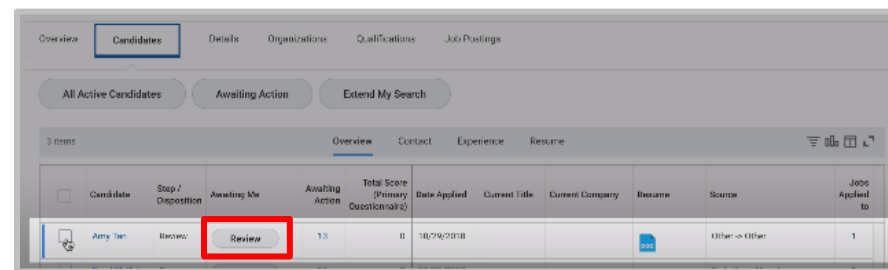 Overview Candidates Details Organizations Qualifications Job Postings
All Active Candidates Awaiting Action Extend My Search
3 items Overview Contact Experience Resume
Candidate Step / Disposition Awaiting Me Awaiting Action Total Score (Primary Questionnaire) Date Applied Current Title Current Company Resume Source Jobs Applied to
Amy Tan Review Review 13 0 10/29/2018 DOC Other -> Other 1